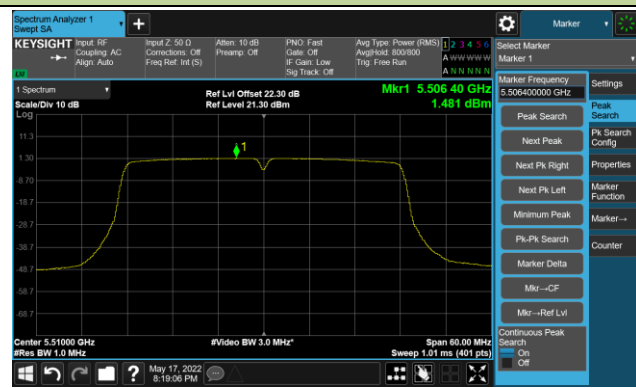 Spectrum Analyzer 1
Swept SA
Marker
KEYSIGHT
Input: RF
Coupling: AC
Align: Auto
Input Z: 50 Ω
Corrections: Off
Freq Ref: Int (S)
Atten: 10 dB
Preamp: Off
PNO: Fast
Gate: Off
IF Gain: Low
Sig Track: Off
Avg Type: Power (RMS)
Avg|Hold: 800/800
Trig: Free Run
1 2 3 4 5 6
A W W W W W
A N N N N N
LXI
Select Marker
Marker 1
1 Spectrum
Scale/Div 10 dB
Log
Ref Lvl Offset 22.30 dB
Ref Level 21.30 dBm
Mkr1 5.506 40 GHz
1.481 dBm
11.3
1.30
-8.70
-18.7
-28.7
-38.7
-48.7
-58.7
-68.7
1
Center 5.51000 GHz
#Res BW 1.0 MHz
#Video BW 3.0 MHz*
Span 60.00 MHz
Sweep 1.01 ms (401 pts)
Marker Frequency
5.506400000 GHz
Peak Search
Next Peak
Next Pk Right
Next Pk Left
Minimum Peak
Pk-Pk Search
Marker Delta
Mkr→CF
Mkr→Ref Lvl
Continuous Peak
Search
On
Off
Settings
Peak
Search
Pk Search
Config
Properties
Marker
Function
Marker→
Counter
May 17, 2022
8:19:06 PM